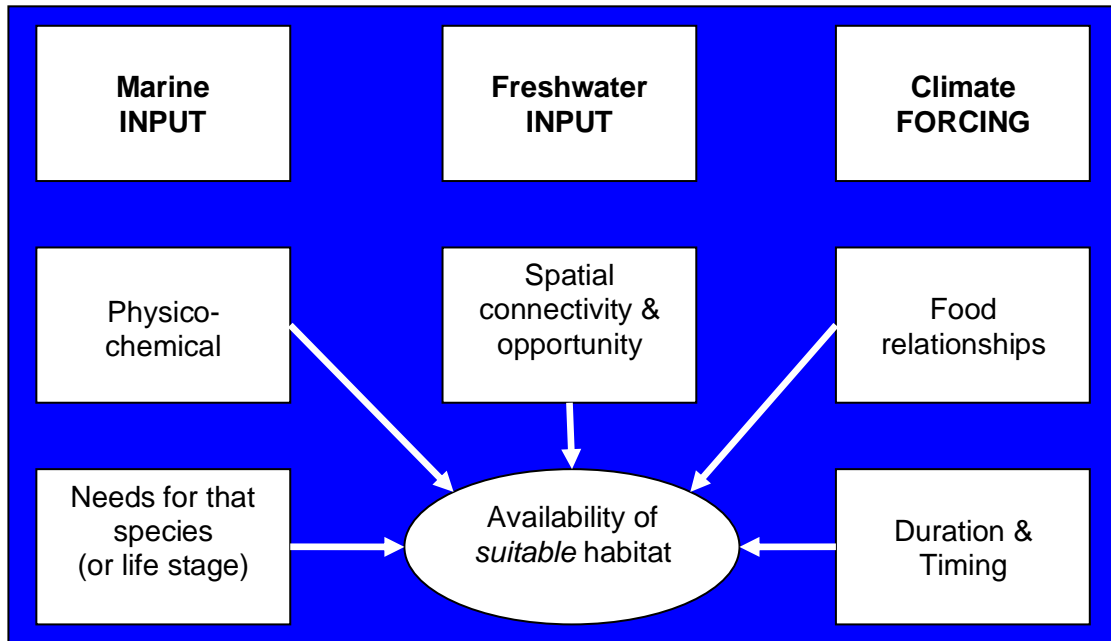 Marine
INPUT
Freshwater
INPUT
Climate
FORCING
Physico-
chemical
Spatial
connectivity &
opportunity
Food
relationships
Needs for that
species
(or life stage)
Availability of
suitable habitat
Duration &
Timing